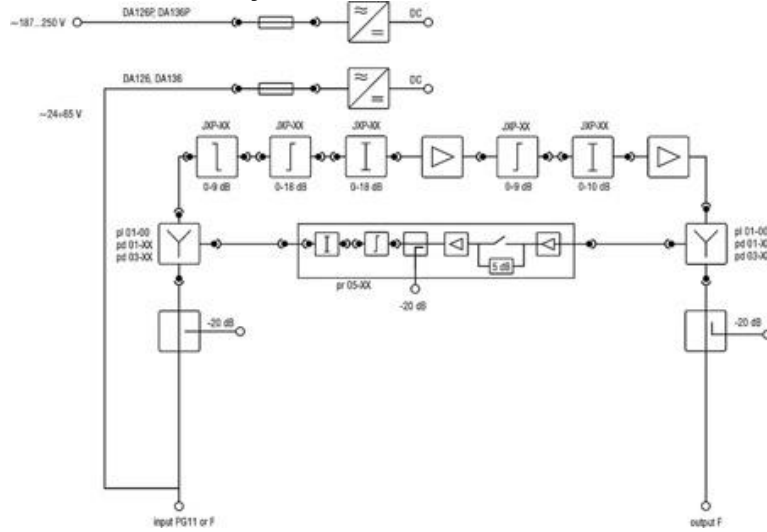 DA126P, DA136P
DC
~187...250 V
DA126, DA136
DC
~24÷65 V
JXP-XX JXP-XX JXP-XX JXP-XX JXP-XX
0-9 dB 0-18 dB 0-18 dB 0-9 dB 0-10 dB
pl 01-00
pd 01-XX
pd 03-XX
5 dB
pl 01-00
pd 01-X
pd 03-X
pr 05-XX
-20 dB
-20 dB
-20 dB
input PG11 or F
output F